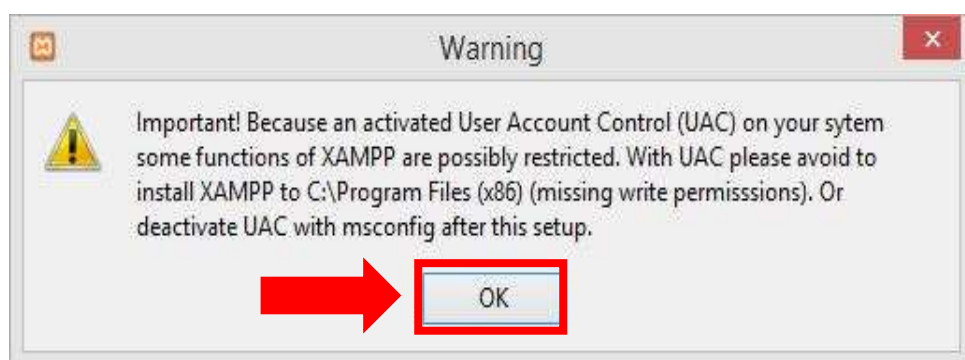 Warning
Important! Because an activated User Account Control (UAC) on your sytem
some functions of XAMPP are possibly restricted. With UAC please avoid to
install XAMPP to C:\Program Files (x86) (missing write permisssions). Or
deactivate UAC with msconfig after this setup.
OK